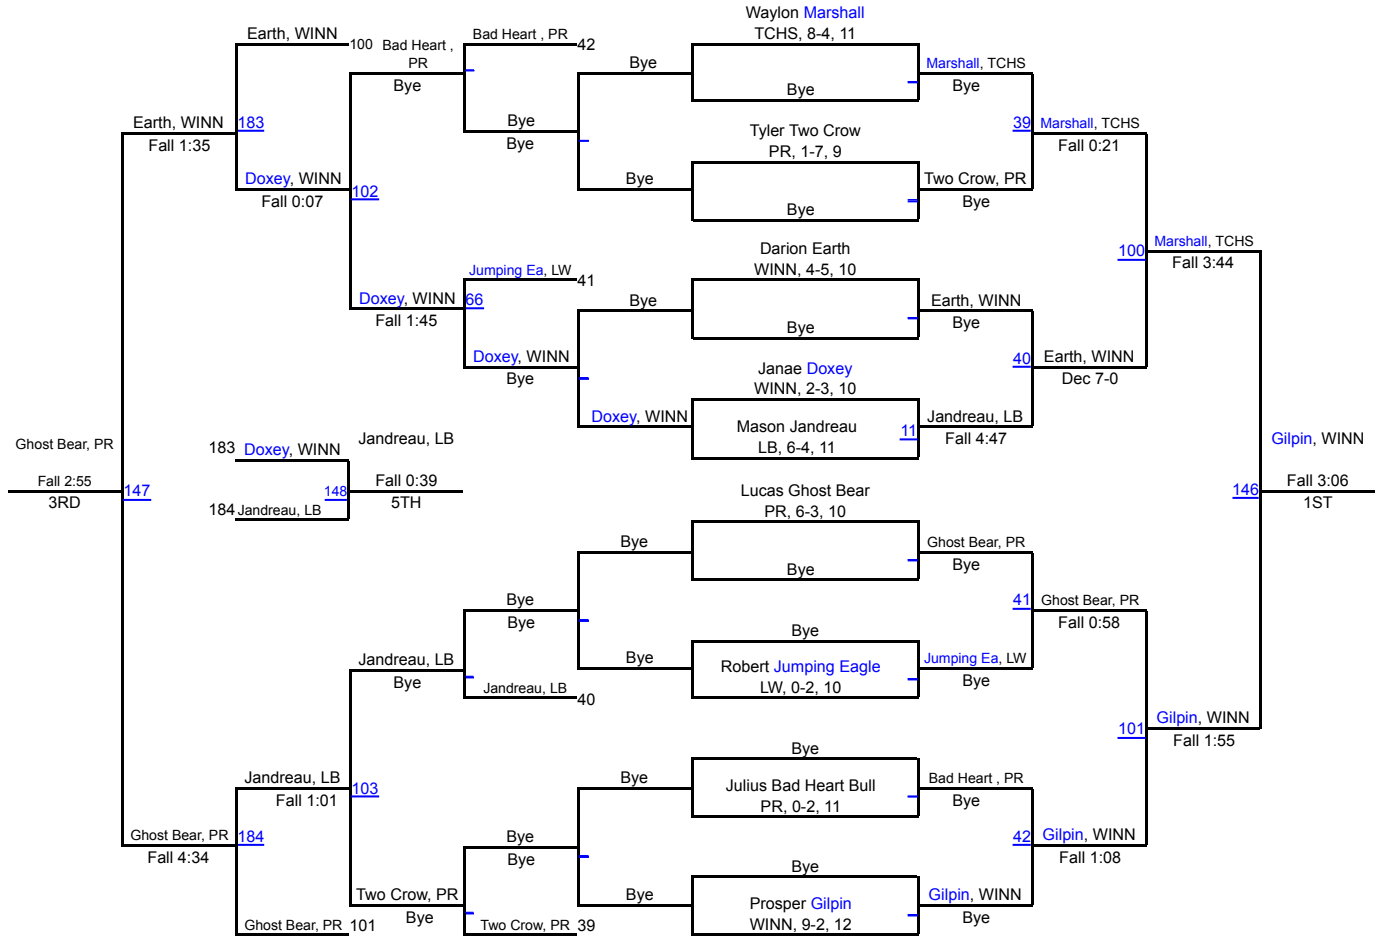 Waylon Marshall
TCHS, 8-4, 11
Bye
Tyler Two Crow
PR, 1-7, 9
Bye
Darion Earth
WINN, 4-5, 10
Bye
Janae Doxey
WINN, 2-3, 10
Mason Jandreau
LB, 6-4, 11
11
Lucas Ghost Bear
PR, 6-3, 10
Bye
Bye
Robert Jumping Eagle
LW, 0-2, 10
Bye
Julius Bad Heart Bull
PR, 0-2, 11
Bye
Prosper Gilpin
WINN, 9-2, 12
Marshall, TCHS
Bye
39
Two Crow, PR
Bye
Earth, WINN
Bye
40
Jandreau, LB
Fall 4:47
Ghost Bear, PR
Bye
41
Jumping Ea, LW
Bye
Bad Heart , PR
Bye
42
Gilpin, WINN
Bye
Marshall, TCHS
Fall 0:21
100
Earth, WINN
Dec 7-0
Ghost Bear, PR
Fall 0:58
101
Gilpin, WINN
Fall 1:08
Marshall, TCHS
Fall 3:44
146
Gilpin, WINN
Fall 1:55
Gilpin, WINN
Fall 3:06
1ST
Bye
Bye
Bye
Doxey, WINN
Bye
Bye
Bye
Bye
Bad Heart , PR
42
Bye
Bye
Jumping Ea, LW
41
66
Doxey, WINN
Bye
Bye
Bye
Jandreau, LB
40
Bye
Bye
Two Crow, PR
39
Bad Heart ,
PR
Bye
102
Doxey, WINN
Fall 1:45
Jandreau, LB
Bye
103
Two Crow, PR
Bye
Earth, WINN
100
183
Doxey, WINN
Fall 0:07
Jandreau, LB
Fall 1:01
184
Ghost Bear, PR
101
Earth, WINN
Fall 1:35
147
Ghost Bear, PR
Fall 4:34
Ghost Bear, PR
Fall 2:55
3RD
183
Doxey, WINN
148
184
Jandreau, LB
Jandreau, LB
Fall 0:39
5TH